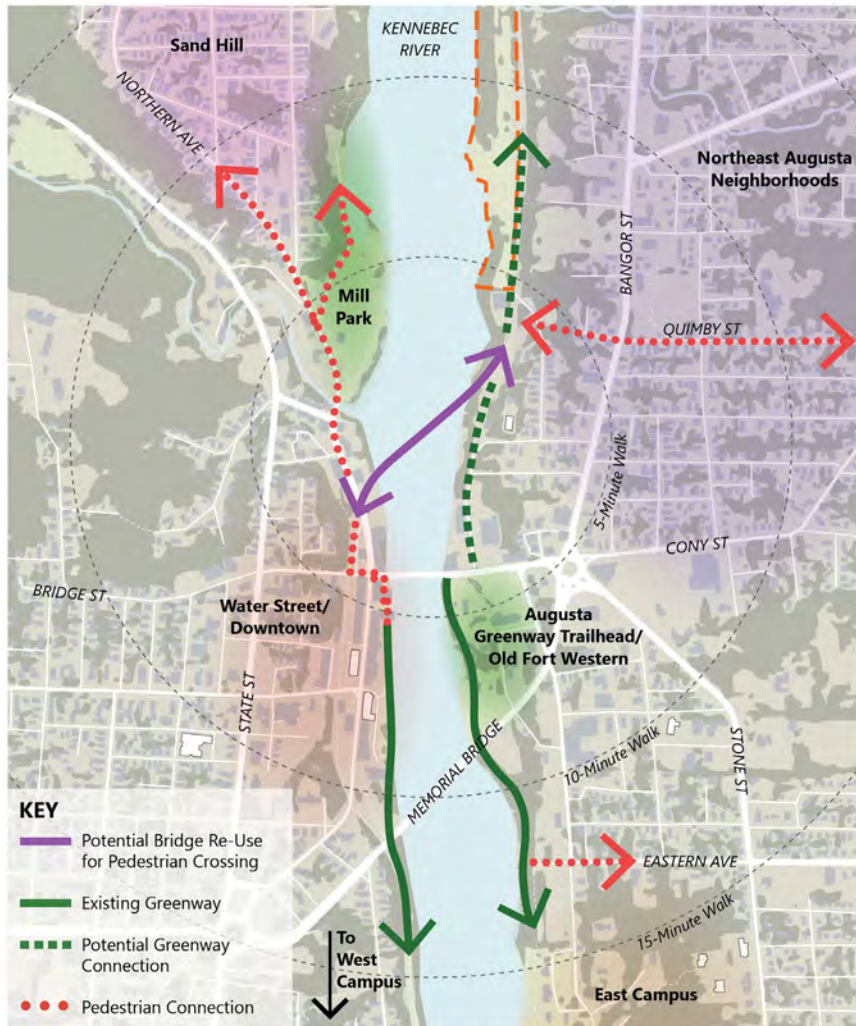 Sand Hill
KENNEBEC
RIVER
NORTHERN AVE
Northeast Augusta
Neighborhoods
BANGOR ST
Mill
Park
QUIMBY ST
5-Minute Walk
CONY ST
BRIDGE ST
Water Street/
Downtown
Augusta
Greenway Trailhead/
Old Fort Western
STATE ST
MEMORIAL BRIDGE
STONE ST
10-Minute Walk
EASTERN AVE
15-Minute Walk
To
West
Campus
East Campus
KEY
Potential Bridge Re-Use
for Pedestrian Crossing
Existing Greenway
Potential Greenway
Connection
Pedestrian Connection